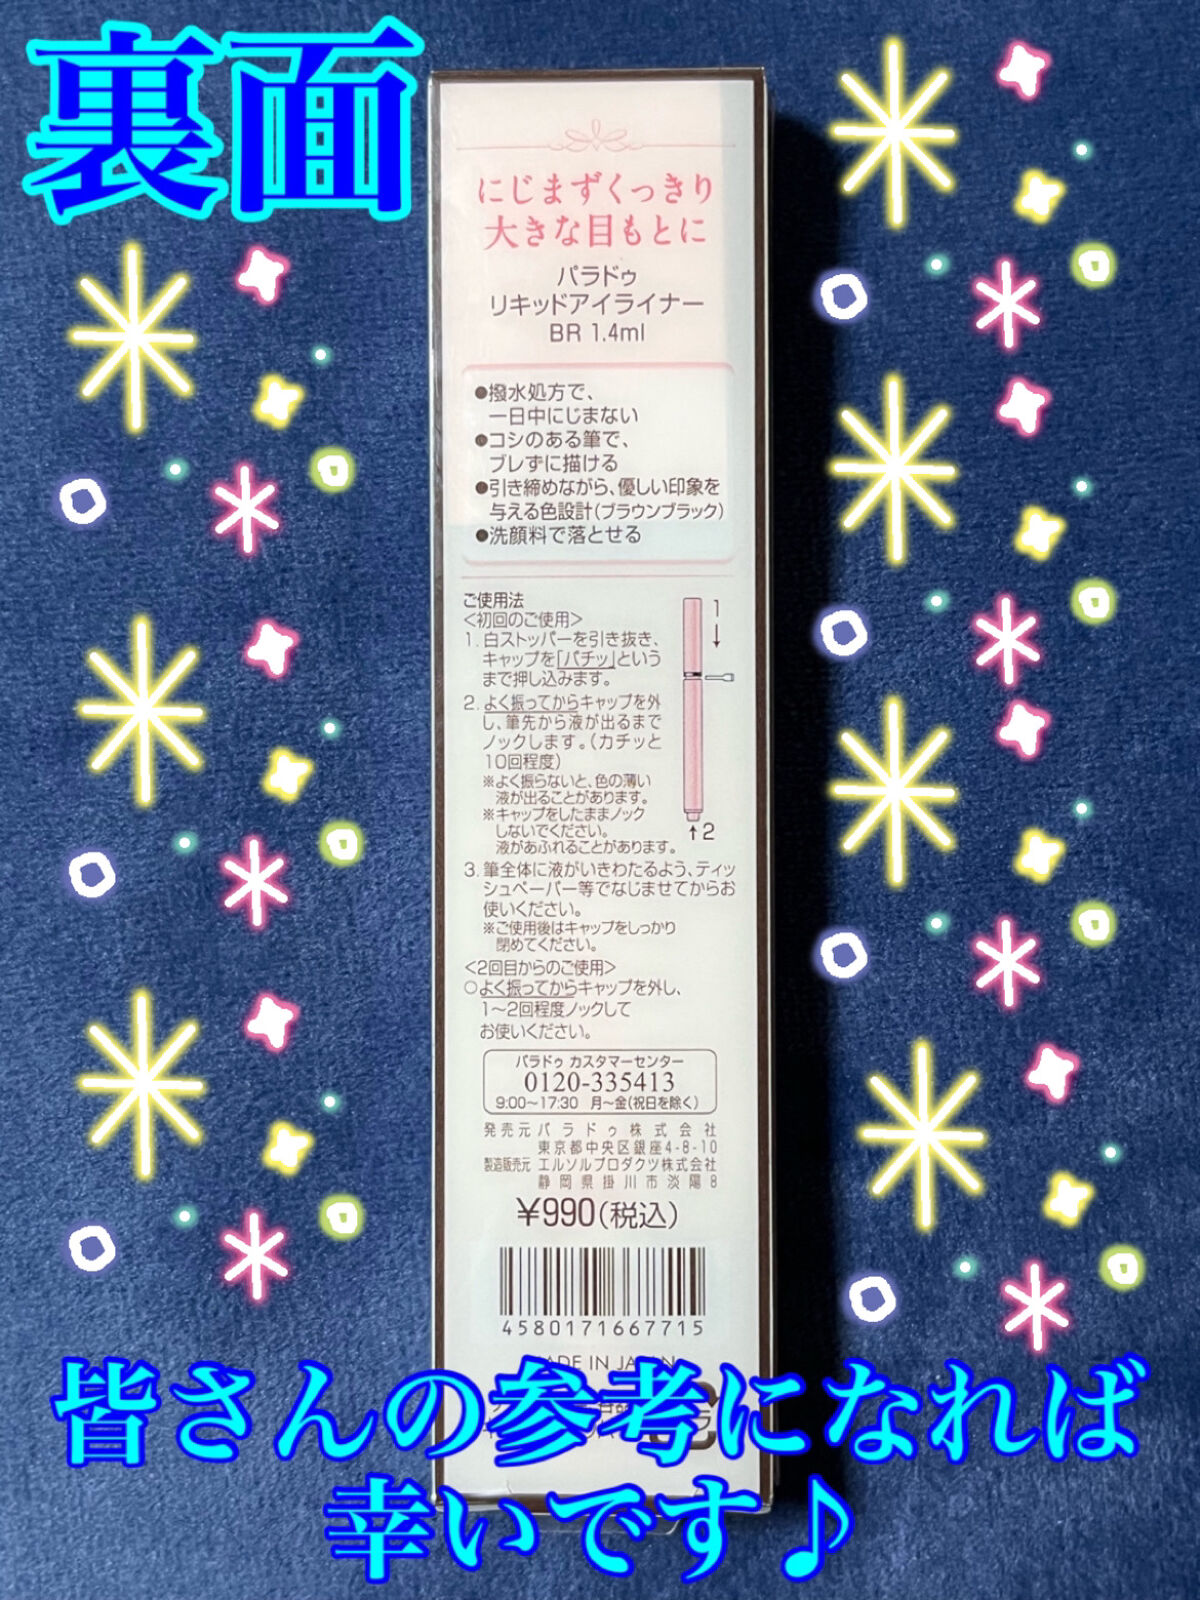 裏面
にじまずくっきり
大きな目もとに
パラドゥ
リキッドアイライナー
BR 1.4ml
●撥水処方で、
一日中にじまない
●コシのある筆で、
ブレずに描ける
●引き締めながら、優しい印象を
与える色設計(ブラウンブラック)
●洗顔料で落とせる
ご使用法
<初回のご使用>
1. 白ストッパーを引き抜き、
キャップを「パチッ」という
まで押し込みます。
2. よく振ってからキャップを外
し、筆先から液が出るまで
ノックします。(カチッと
10回程度)
※よく振らないと、色の薄い
液が出ることがあります。
※キャップをしたままノック
しないでください。
液があふれることがあります。
1
↓
↑2
3. 筆全体に液がいきわたるよう、ティッ
シュペーパー等でなじませてからお
使いください。
※ご使用後はキャップをしっかり
閉めてください。
<2回目からのご使用>
○よく振ってからキャップを外し、
1〜2回程度ノックして
お使いください。
パラドゥ カスタマーセンター
0120-335413
9:00〜17:30 月〜金(祝日を除く)
発売元 パラドゥ株式会社
東京都中央区銀座4-8-10
製造販売元 エルソルプロダクツ株式会社
静岡県掛川市淡陽8
¥990(税込)
4580171667715
MADE IN JAPAN
皆さんの参考になれば
幸いです♪